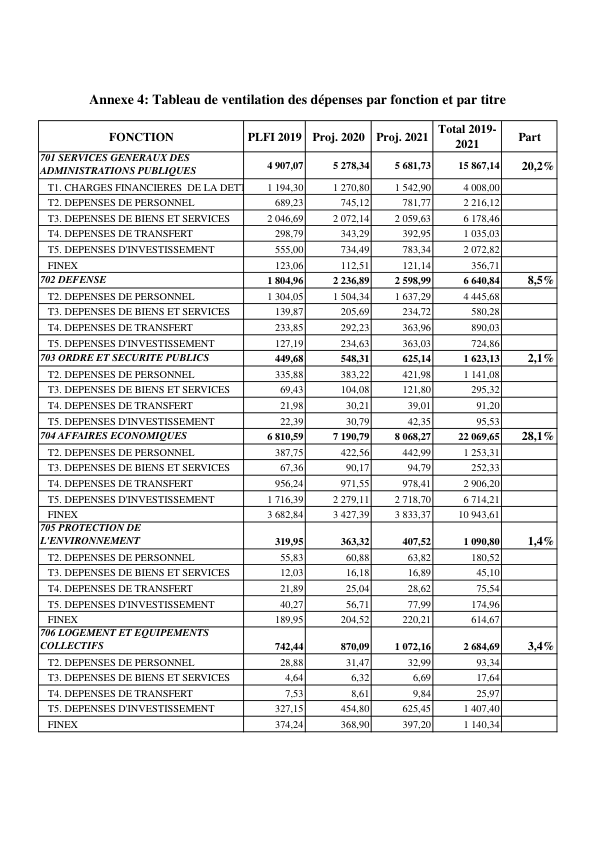 Annexe 4: Tableau de ventilation des dépenses par fonction et par titre
FONCTION PLFI 2019 Proj. 2020 Proj. 2021 Total 2019-2021 Part
701 SERVICES GENERAUX DES
ADMINISTRATIONS PUBLIQUES 4 907,07 5 278,34 5 681,73 15 867,14 20,2%
T1. CHARGES FINANCIERES DE LA DETT 1 194,30 1 270,80 1 542,90 4 008,00
T2. DEPENSES DE PERSONNEL 689,23 745,12 781,77 2 216,12
T3. DEPENSES DE BIENS ET SERVICES 2 046,69 2 072,14 2 059,63 6 178,46
T4. DEPENSES DE TRANSFERT 298,79 343,29 392,95 1 035,03
T5. DEPENSES D'INVESTISSEMENT 555,00 734,49 783,34 2 072,82
FINEX 123,06 112,51 121,14 356,71
702 DEFENSE 1 804,96 2 236,89 2 598,99 6 640,84 8,5%
T2. DEPENSES DE PERSONNEL 1 304,05 1 504,34 1 637,29 4 445,68
T3. DEPENSES DE BIENS ET SERVICES 139,87 205,69 234,72 580,28
T4. DEPENSES DE TRANSFERT 233,85 292,23 363,96 890,03
T5. DEPENSES D'INVESTISSEMENT 127,19 234,63 363,03 724,86
703 ORDRE ET SECURITE PUBLICS 449,68 548,31 625,14 1 623,13 2,1%
T2. DEPENSES DE PERSONNEL 335,88 383,22 421,98 1 141,08
T3. DEPENSES DE BIENS ET SERVICES 69,43 104,08 121,80 295,32
T4. DEPENSES DE TRANSFERT 21,98 30,21 39,01 91,20
T5. DEPENSES D'INVESTISSEMENT 22,39 30,79 42,35 95,53
704 AFFAIRES ECONOMIQUES 6 810,59 7 190,79 8 068,27 22 069,65 28,1%
T2. DEPENSES DE PERSONNEL 387,75 422,56 442,99 1 253,31
T3. DEPENSES DE BIENS ET SERVICES 67,36 90,17 94,79 252,33
T4. DEPENSES DE TRANSFERT 956,24 971,55 978,41 2 906,20
T5. DEPENSES D'INVESTISSEMENT 1 716,39 2 279,11 2 718,70 6 714,21
FINEX 3 682,84 3 427,39 3 833,37 10 943,61
705 PROTECTION DE
L'ENVIRONNEMENT 319,95 363,32 407,52 1 090,80 1,4%
T2. DEPENSES DE PERSONNEL 55,83 60,88 63,82 180,52
T3. DEPENSES DE BIENS ET SERVICES 12,03 16,18 16,89 45,10
T4. DEPENSES DE TRANSFERT 21,89 25,04 28,62 75,54
T5. DEPENSES D'INVESTISSEMENT 40,27 56,71 77,99 174,96
FINEX 189,95 204,52 220,21 614,67
706 LOGEMENT ET EQUIPEMENTS
COLLECTIFS 742,44 870,09 1 072,16 2 684,69 3,4%
T2. DEPENSES DE PERSONNEL 28,88 31,47 32,99 93,34
T3. DEPENSES DE BIENS ET SERVICES 4,64 6,32 6,69 17,64
T4. DEPENSES DE TRANSFERT 7,53 8,61 9,84 25,97
T5. DEPENSES D'INVESTISSEMENT 327,15 454,80 625,45 1 407,40
FINEX 374,24 368,90 397,20 1 140,34